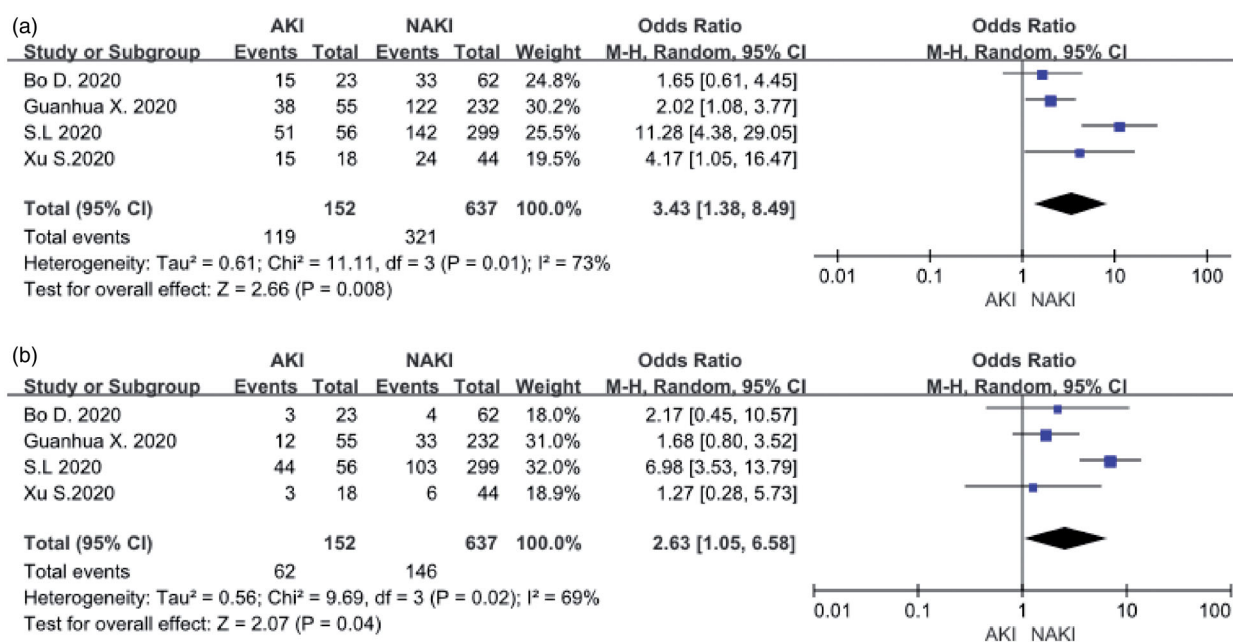 (a) AKI NAKI Odds Ratio Odds Ratio
Study or Subgroup Events Total Events Total Weight M-H, Random, 95% CI M-H, Random, 95% CI
Bo D. 2020 15 23 33 62 24.8% 1.65 [0.61, 4.45]
Guanhua X. 2020 38 55 122 232 30.2% 2.02 [1.08, 3.77]
S.L 2020 51 56 142 299 25.5% 11.28 [4.38, 29.05]
Xu S.2020 15 18 24 44 19.5% 4.17 [1.05, 16.47]
Total (95% CI) 152 637 100.0% 3.43 [1.38, 8.49]
Total events 119 321
Heterogeneity: Tau² = 0.61; Chi² = 11.11, df = 3 (P = 0.01); I² = 73%
Test for overall effect: Z = 2.66 (P = 0.008)
0.01 0.1 1 10 100
AKI NAKI
(b) AKI NAKI Odds Ratio Odds Ratio
Study or Subgroup Events Total Events Total Weight M-H, Random, 95% CI M-H, Random, 95% CI
Bo D. 2020 3 23 4 62 18.0% 2.17 [0.45, 10.57]
Guanhua X. 2020 12 55 33 232 31.0% 1.68 [0.80, 3.52]
S.L 2020 44 56 103 299 32.0% 6.98 [3.53, 13.79]
Xu S.2020 3 18 6 44 18.9% 1.27 [0.28, 5.73]
Total (95% CI) 152 637 100.0% 2.63 [1.05, 6.58]
Total events 62 146
Heterogeneity: Tau² = 0.56; Chi² = 9.69, df = 3 (P = 0.02); I² = 69%
Test for overall effect: Z = 2.07 (P = 0.04)
0.01 0.1 1 10 100
AKI NAKI